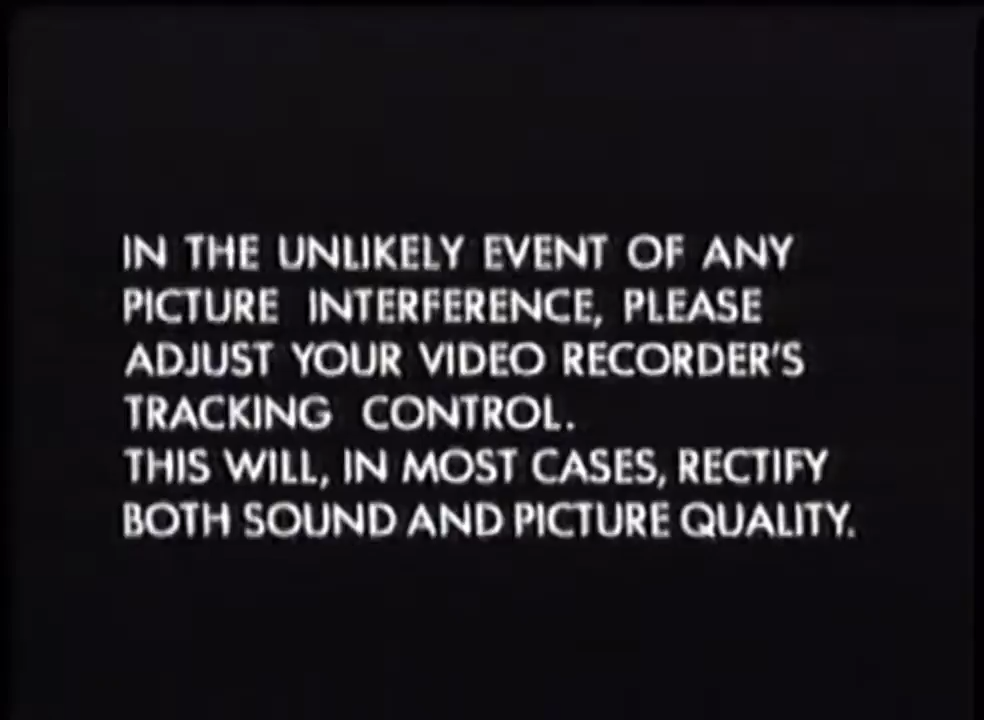 IN THE UNLIKELY EVENT OF ANY
PICTURE INTERFERENCE, PLEASE
ADJUST YOUR VIDEO RECORDER'S
TRACKING CONTROL.
THIS WILL, IN MOST CASES, RECTIFY
BOTH SOUND AND PICTURE QUALITY.